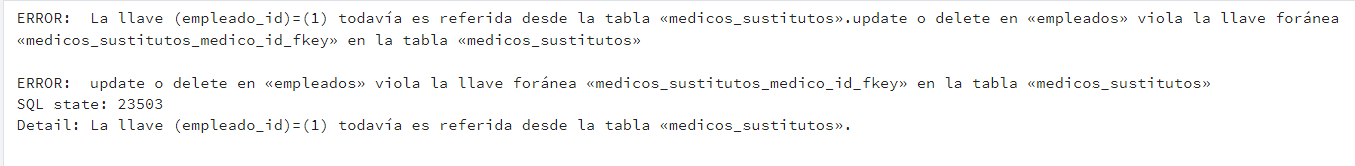 ERROR:  La llave (empleado_id)=(1) todavía es referida desde la tabla «medicos_sustitutos».update o delete en «empleados» viola la llave foránea
«medicos_sustitutos_medico_id_fkey» en la tabla «medicos_sustitutos»
ERROR:  update o delete en «empleados» viola la llave foránea «medicos_sustitutos_medico_id_fkey» en la tabla «medicos_sustitutos»
SQL state: 23503
Detail: La llave (empleado_id)=(1) todavía es referida desde la tabla «medicos_sustitutos».